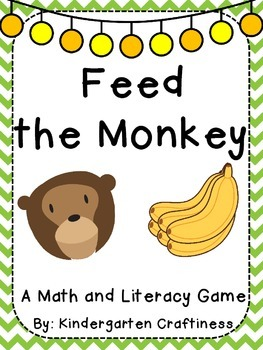 Feed
the Monkey
A Math and Literacy Game
By: Kindergarten Craftiness